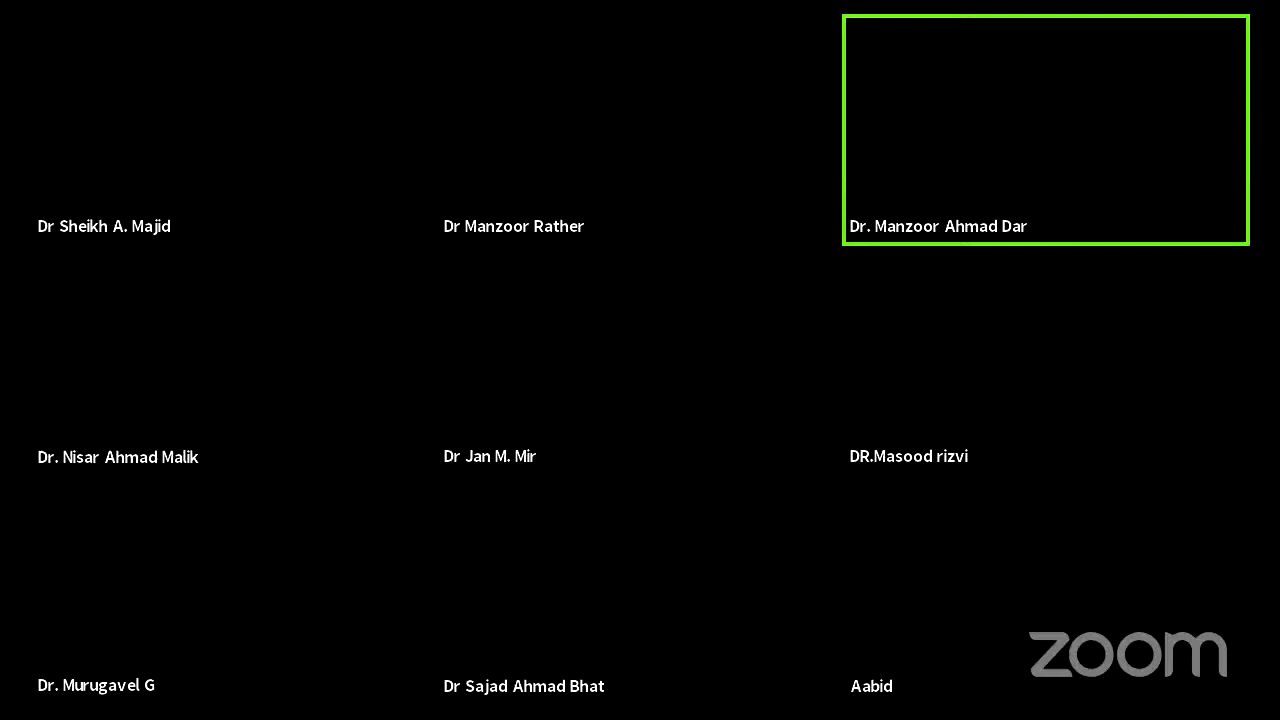 Dr Sheikh A. Majid
Dr Manzoor Rather
Dr. Manzoor Ahmad Dar
Dr. Nisar Ahmad Malik
Dr Jan M. Mir
DR.Masood rizvi
Dr. Murugavel G
Dr Sajad Ahmad Bhat
Aabid
zoom